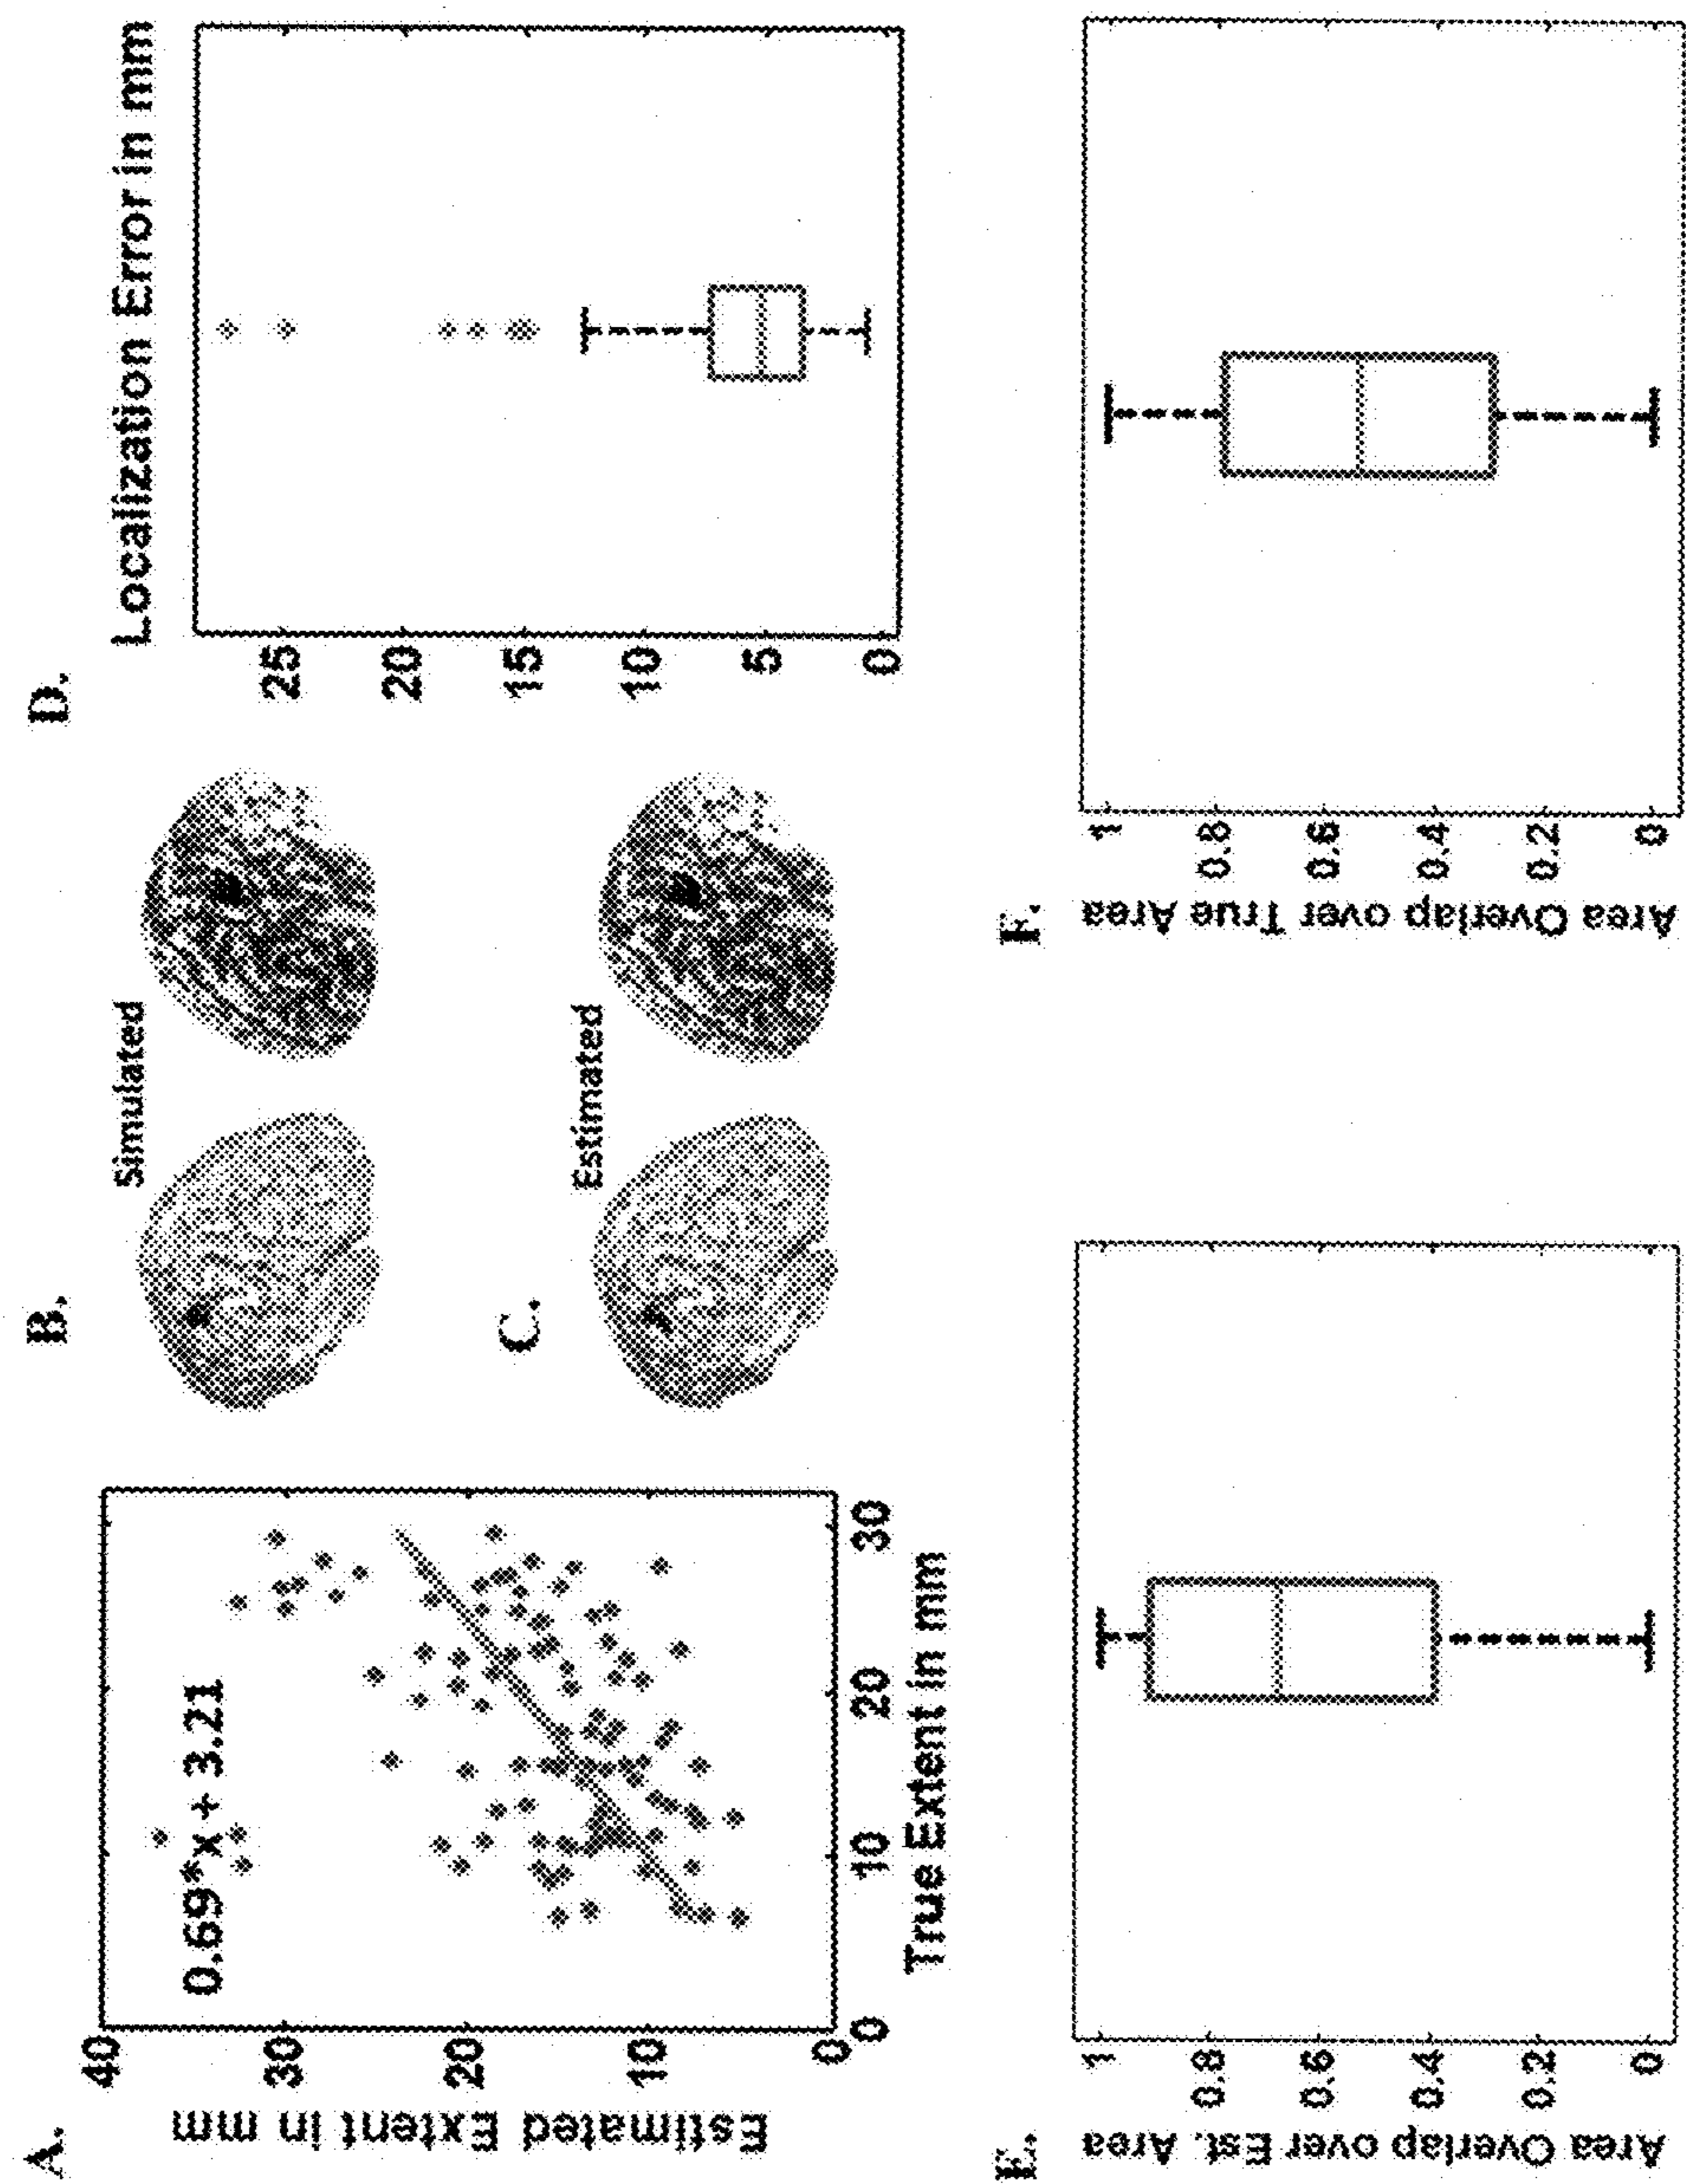 A.
Estimated Extent in mm
40
30
20
10
0
0.69*x + 3.21
0
10
20
30
True Extent in mm
B.
Simulated
C.
Estimated
D.
Localization Error in mm
25
20
15
10
5
0
E.
Area Overlap over Est. Area
1
0.8
0.6
0.4
0.2
0
F.
Area Overlap over True Area
1
0.8
0.6
0.4
0.2
0